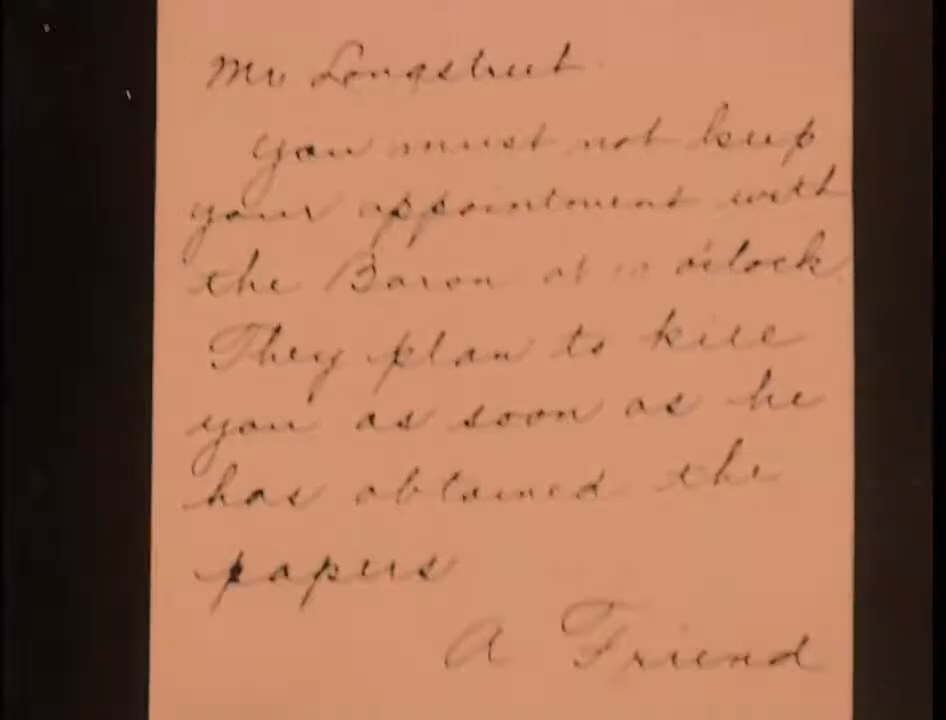 Mr Longstreet
you must not keep
your appointment with
the Baron at 10 o'clock.
They plan to kill
you as soon as he
has obtained the
papers
A Friend